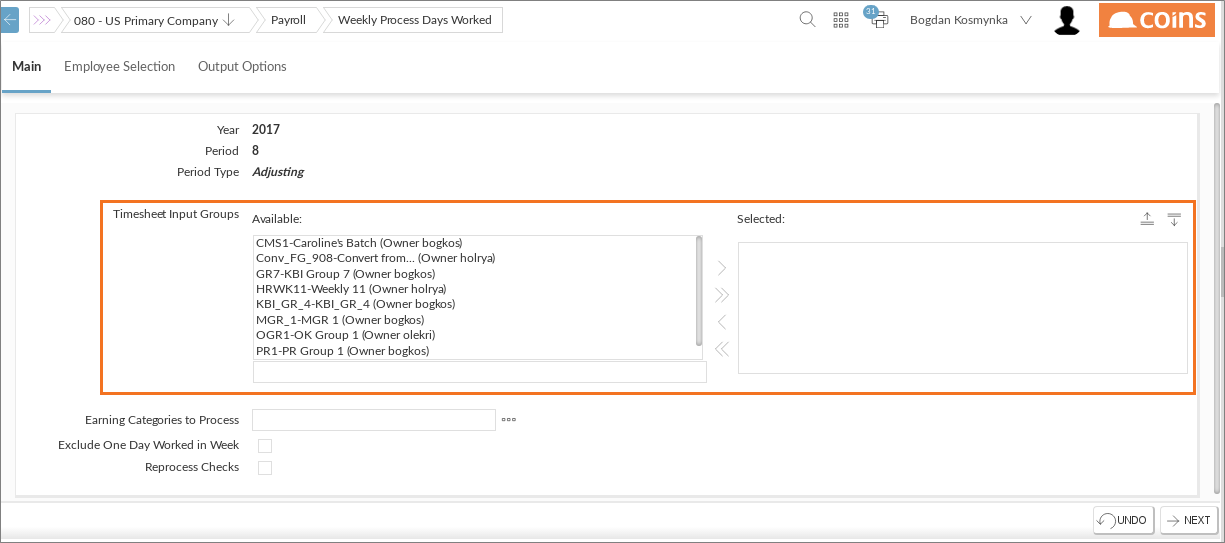 080 - US Primary Company
Payroll
Weekly Process Days Worked
31
Bogdan Kosmynka
coins
Main
Employee Selection
Output Options
Year 2017
Period 8
Period Type Adjusting
Timesheet Input Groups
Available:
Selected:
CMS1-Caroline's Batch (Owner bogkos)
Conv_FG_908-Convert from... (Owner holrya)
GR7-KBI Group 7 (Owner bogkos)
HRWK11-Weekly 11 (Owner holrya)
KBI_GR_4-KBI_GR_4 (Owner bogkos)
MGR_1-MGR 1 (Owner bogkos)
OGR1-OK Group 1 (Owner olekri)
PR1-PR Group 1 (Owner bogkos)
Earning Categories to Process
Exclude One Day Worked in Week
Reprocess Checks
UNDO
NEXT